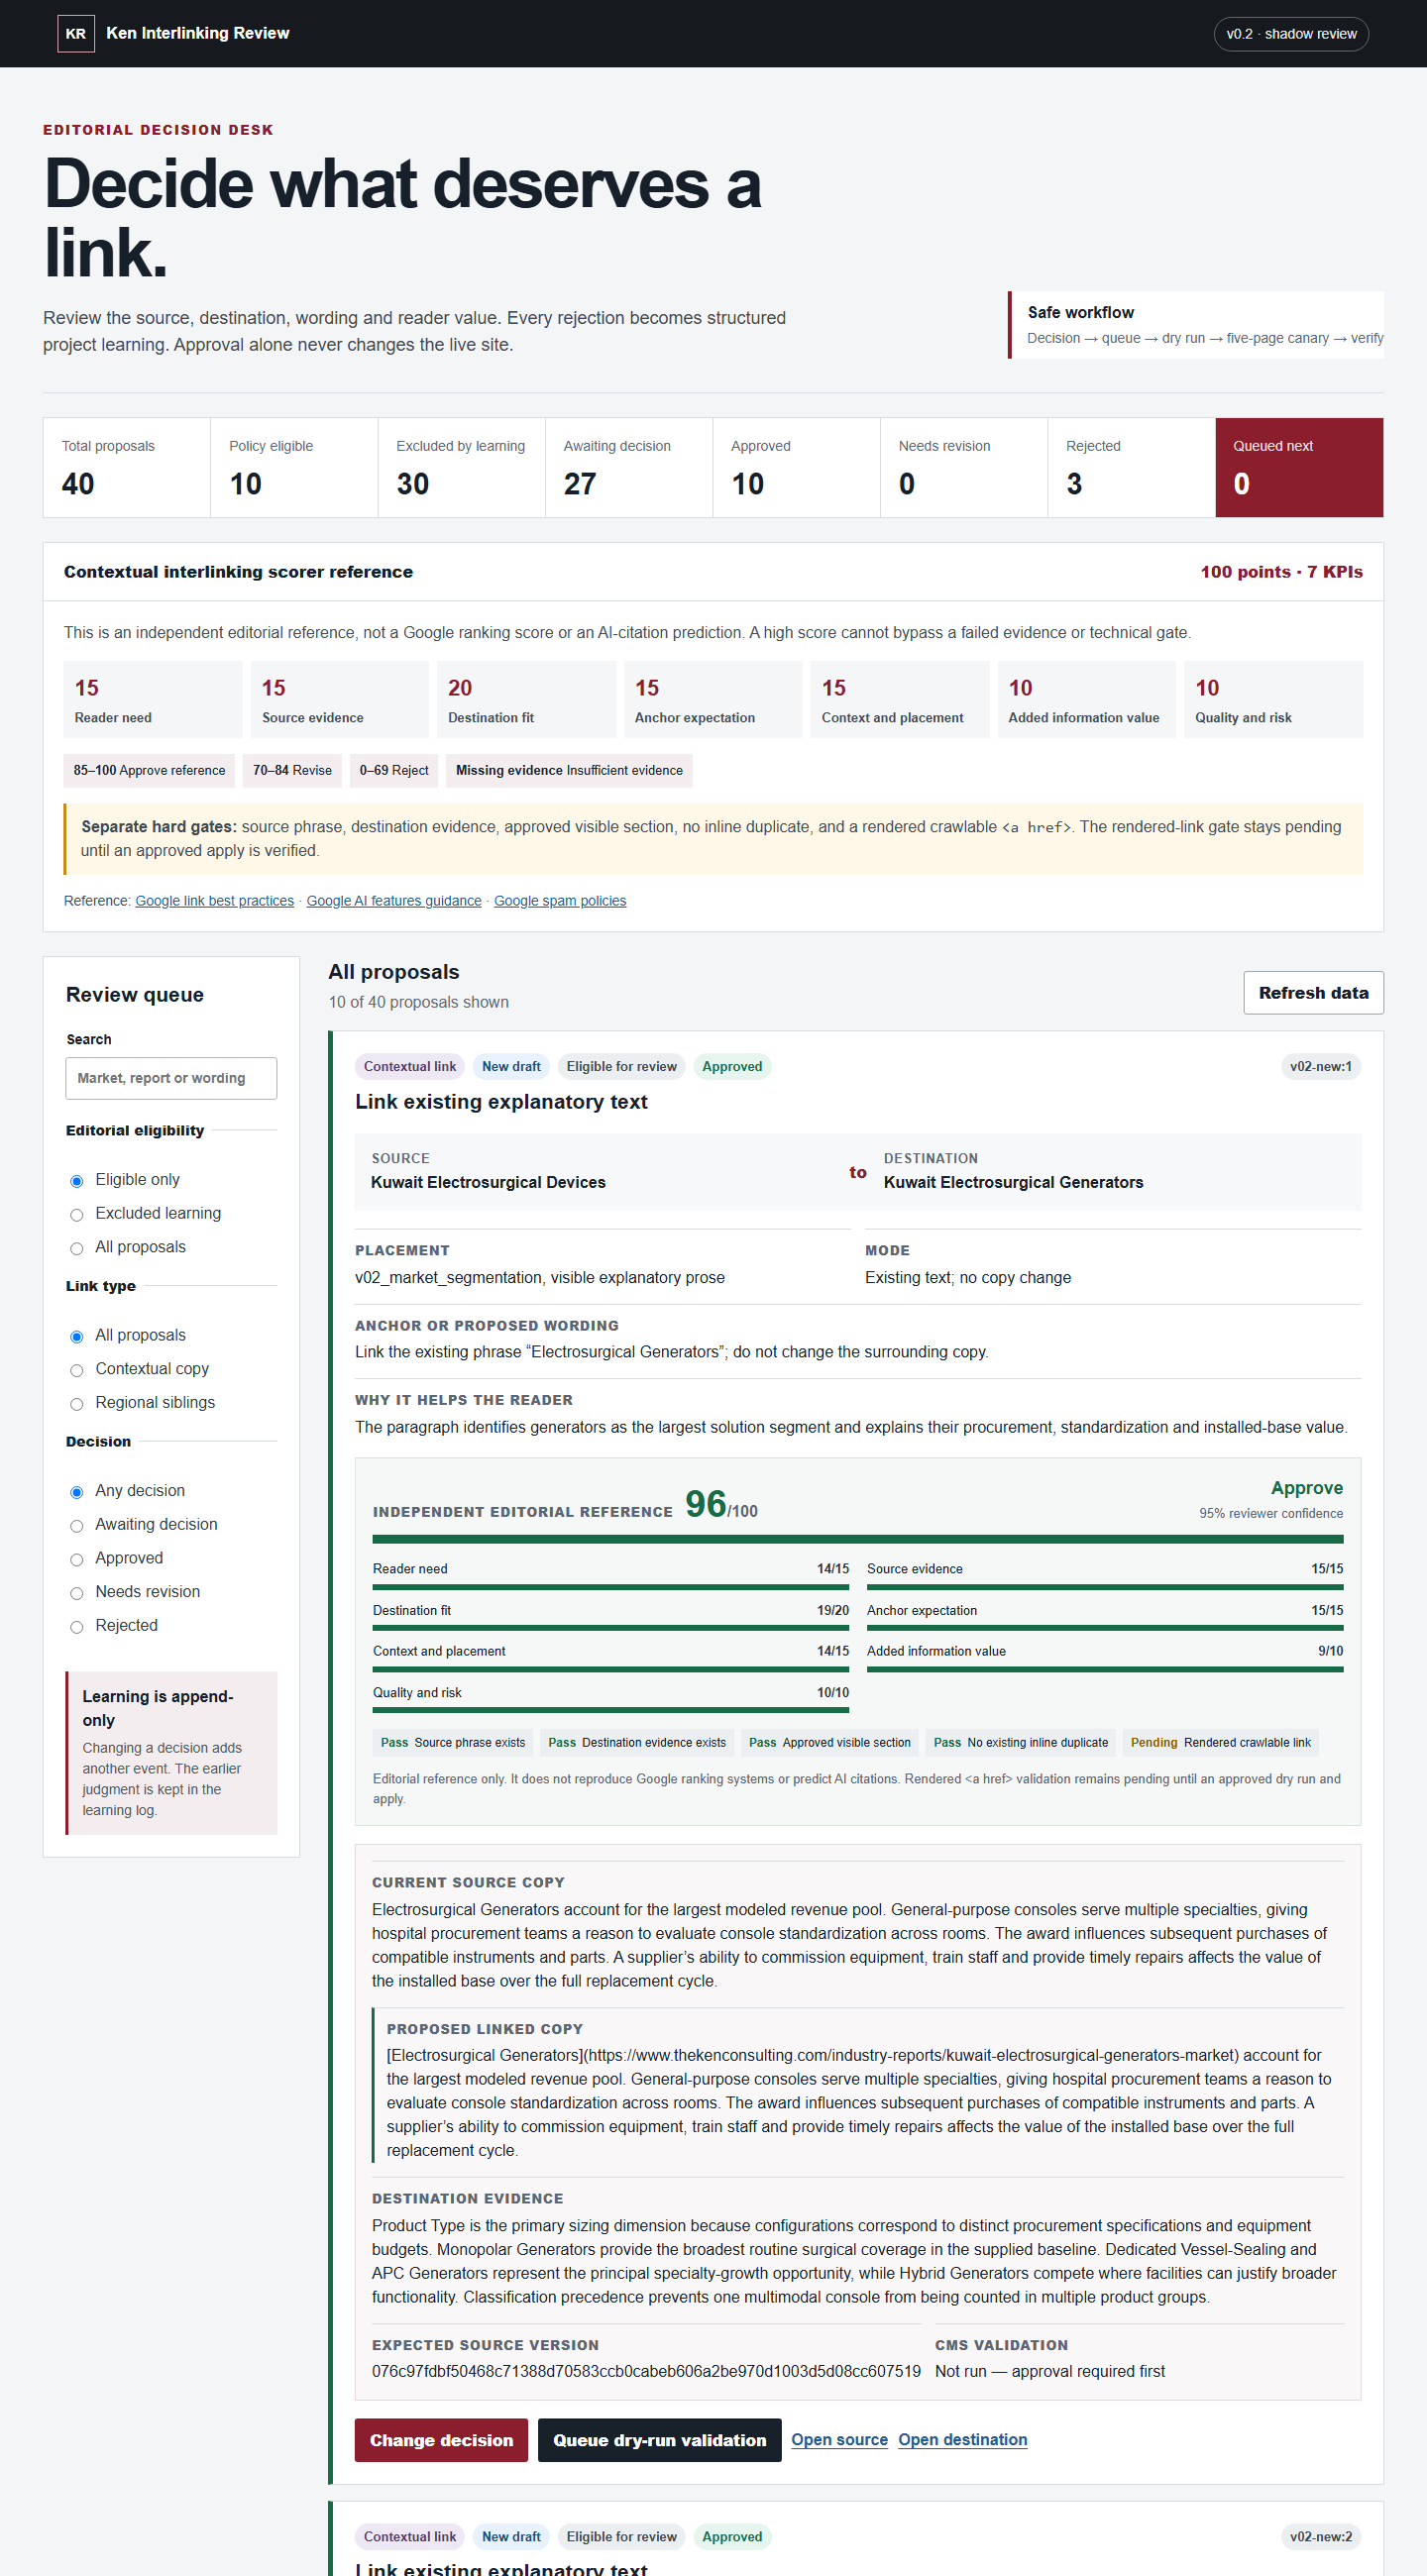 KR
Ken Interlinking Review
v0.2 · shadow review
EDITORIAL DECISION DESK
Decide what deserves a
link.
Review the source, destination, wording and reader value. Every rejection becomes structured
project learning. Approval alone never changes the live site.
Safe workflow
Decision → queue → dry run → five-page canary → verify
Total proposals
40
Policy eligible
10
Excluded by learning
30
Awaiting decision
27
Approved
10
Needs revision
0
Rejected
3
Queued next
0
Contextual interlinking scorer reference
100 points · 7 KPIs
This is an independent editorial reference, not a Google ranking score or an AI-citation prediction. A high score cannot bypass a failed evidence or technical gate.
15
Reader need
15
Source evidence
20
Destination fit
15
Anchor expectation
15
Context and placement
10
Added information value
10
Quality and risk
85–100 Approve reference
70–84 Revise
0–69 Reject
Missing evidence Insufficient evidence
Separate hard gates: source phrase, destination evidence, approved visible section, no inline duplicate, and a rendered crawlable <a href>. The rendered-link gate stays pending
until an approved apply is verified.
Reference: Google link best practices · Google AI features guidance · Google spam policies
Review queue
Search
Market, report or wording
Editorial eligibility
Eligible only
Excluded learning
All proposals
Link type
All proposals
Contextual copy
Regional siblings
Decision
Any decision
Awaiting decision
Approved
Needs revision
Rejected
Learning is append-
only
Changing a decision adds
another event. The earlier
judgment is kept in the
learning log.
All proposals
10 of 40 proposals shown
Refresh data
Contextual link
New draft
Eligible for review
Approved
v02-new:1
Link existing explanatory text
SOURCE
Kuwait Electrosurgical Devices
to
DESTINATION
Kuwait Electrosurgical Generators
PLACEMENT
v02_market_segmentation, visible explanatory prose
MODE
Existing text; no copy change
ANCHOR OR PROPOSED WORDING
Link the existing phrase “Electrosurgical Generators”; do not change the surrounding copy.
WHY IT HELPS THE READER
The paragraph identifies generators as the largest solution segment and explains their procurement, standardization and installed-base value.
INDEPENDENT EDITORIAL REFERENCE 96/100
Approve
95% reviewer confidence
Reader need 14/15
Source evidence 15/15
Destination fit 19/20
Anchor expectation 15/15
Context and placement 14/15
Added information value 9/10
Quality and risk 10/10
Pass Source phrase exists
Pass Destination evidence exists
Pass Approved visible section
Pass No existing inline duplicate
Pending Rendered crawlable link
Editorial reference only. It does not reproduce Google ranking systems or predict AI citations. Rendered <a href> validation remains pending until an approved dry run and
apply.
CURRENT SOURCE COPY
Electrosurgical Generators account for the largest modeled revenue pool. General-purpose consoles serve multiple specialties, giving
hospital procurement teams a reason to evaluate console standardization across rooms. The award influences subsequent purchases of
compatible instruments and parts. A supplier’s ability to commission equipment, train staff and provide timely repairs affects the value of
the installed base over the full replacement cycle.
PROPOSED LINKED COPY
[Electrosurgical Generators](https://www.thekenconsulting.com/industry-reports/kuwait-electrosurgical-generators-market) account for
the largest modeled revenue pool. General-purpose consoles serve multiple specialties, giving hospital procurement teams a reason to
evaluate console standardization across rooms. The award influences subsequent purchases of compatible instruments and parts. A
supplier’s ability to commission equipment, train staff and provide timely repairs affects the value of the installed base over the full
replacement cycle.
DESTINATION EVIDENCE
Product Type is the primary sizing dimension because configurations correspond to distinct procurement specifications and equipment
budgets. Monopolar Generators provide the broadest routine surgical coverage in the supplied baseline. Dedicated Vessel-Sealing and
APC Generators represent the principal specialty-growth opportunity, while Hybrid Generators compete where facilities can justify broader
functionality. Classification precedence prevents one multimodal console from being counted in multiple product groups.
EXPECTED SOURCE VERSION
076c97fdbf50468c71388d70583ccb0cabeb606a2be970d1003d5d08cc607519
CMS VALIDATION
Not run — approval required first
Change decision
Queue dry-run validation
Open source
Open destination
Contextual link
New draft
Eligible for review
Approved
v02-new:2
Link existing explanatory text